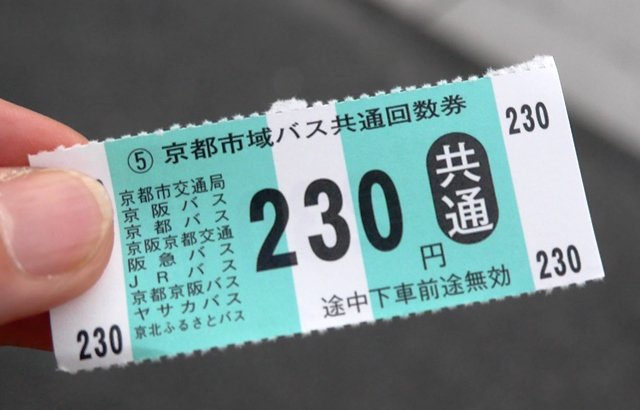 ⑤ 京都市域バス共通回数券
230
京都市交通局
京阪バス
京都バス
京阪京都交通
阪急バス
JRバス
京都京阪バス
ヤサカバス
京北ふるさとバス
230円
共通
途中下車前途無効
230
230